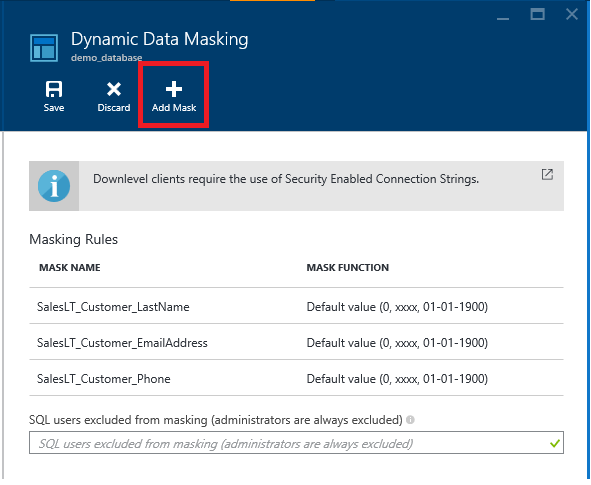 Dynamic Data Masking
demo_database
Save Discard Add Mask
Downlevel clients require the use of Security Enabled Connection Strings.
Masking Rules
MASK NAME MASK FUNCTION
SalesLT_Customer_LastName Default value (0, xxxx, 01-01-1900)
SalesLT_Customer_EmailAddress Default value (0, xxxx, 01-01-1900)
SalesLT_Customer_Phone Default value (0, xxxx, 01-01-1900)
SQL users excluded from masking (administrators are always excluded)
SQL users excluded from masking (administrators are always excluded)